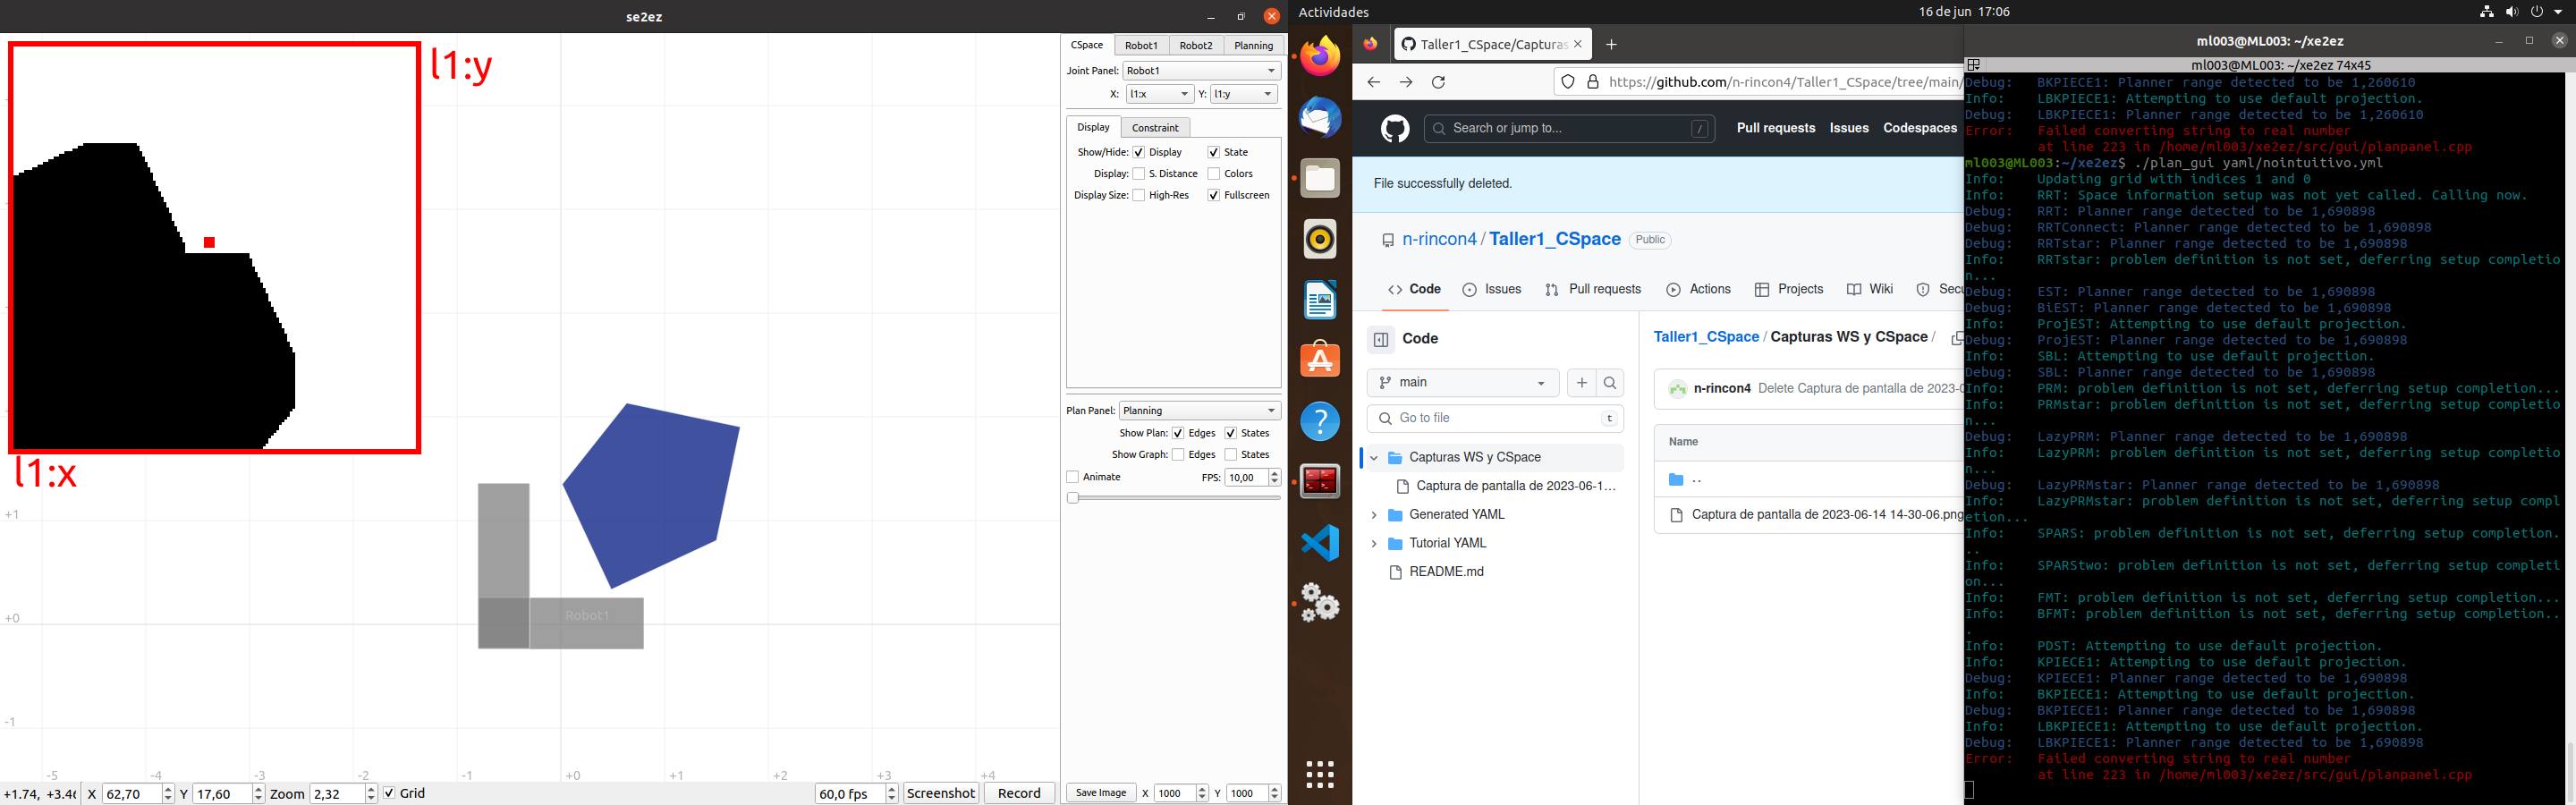 se2ez
l1:y
l1:x
+1
+0
-1
-5
-4
-3
-2
-1
+0
+1
+2
+3
+4
Robot1
+1.74, +3.46
X 62,70
Y 17,60
Zoom 2,32
Grid
60,0 fps
Screenshot
Record
CSpace
Robot1
Robot2
Planning
Joint Panel: Robot1
X: l1:x Y: l1:y
Display
Constraint
Show/Hide: Display State
Display: S. Distance Colors
Display Size: High-Res Fullscreen
Plan Panel: Planning
Show Plan: Edges States
Show Graph: Edges States
Animate FPS: 10,00
Save Image X 1000 Y 1000
Actividades
16 de jun 17:06
Taller1_CSpace/Capturas
https://github.com/n-rincon4/Taller1_CSpace/tree/main/
Search or jump to... /
Pull requests
Issues
Codespaces
File successfully deleted.
n-rincon4 / Taller1_CSpace Public
Code
Issues
Pull requests
Actions
Projects
Wiki
Secu
Code
main
Go to file t
Capturas WS y CSpace
Captura de pantalla de 2023-06-1...
Generated YAML
Tutorial YAML
README.md
Taller1_CSpace / Capturas WS y CSpace /
n-rincon4 Delete Captura de pantalla de 2023-0
Name
..
Captura de pantalla de 2023-06-14 14-30-06.png
ml003@ML003: ~/xe2ez
ml003@ML003: ~/xe2ez 74x45
Debug: BKPIECE1: Planner range detected to be 1,260610
Info: LBKPIECE1: Attempting to use default projection.
Debug: LBKPIECE1: Planner range detected to be 1,260610
Error: Failed converting string to real number
at line 223 in /home/ml003/xe2ez/src/gui/planpanel.cpp
ml003@ML003:~/xe2ez$ ./plan_gui yaml/nointuitivo.yml
Info: Updating grid with indices 1 and 0
Info: RRT: Space information setup was not yet called. Calling now.
Debug: RRT: Planner range detected to be 1,690898
Debug: RRTConnect: Planner range detected to be 1,690898
Debug: RRTstar: Planner range detected to be 1,690898
Info: RRTstar: problem definition is not set, deferring setup completio
n...
Debug: EST: Planner range detected to be 1,690898
Debug: BiEST: Planner range detected to be 1,690898
Info: ProjEST: Attempting to use default projection.
Debug: ProjEST: Planner range detected to be 1,690898
Info: SBL: Attempting to use default projection.
Debug: SBL: Planner range detected to be 1,690898
Info: PRM: problem definition is not set, deferring setup completion...
Info: PRMstar: problem definition is not set, deferring setup completio
n...
Debug: LazyPRM: Planner range detected to be 1,690898
Info: LazyPRM: problem definition is not set, deferring setup completio
n...
Debug: LazyPRMstar: Planner range detected to be 1,690898
Info: LazyPRMstar: problem definition is not set, deferring setup compl
etion...
Info: SPARS: problem definition is not set, deferring setup completion.
..
Info: SPARStwo: problem definition is not set, deferring setup completi
on...
Info: FMT: problem definition is not set, deferring setup completion...
Info: BFMT: problem definition is not set, deferring setup completion..
.
Info: PDST: Attempting to use default projection.
Info: KPIECE1: Attempting to use default projection.
Debug: KPIECE1: Planner range detected to be 1,690898
Info: BKPIECE1: Attempting to use default projection.
Debug: BKPIECE1: Planner range detected to be 1,690898
Info: LBKPIECE1: Attempting to use default projection.
Debug: LBKPIECE1: Planner range detected to be 1,690898
Error: Failed converting string to real number
at line 223 in /home/ml003/xe2ez/src/gui/planpanel.cpp